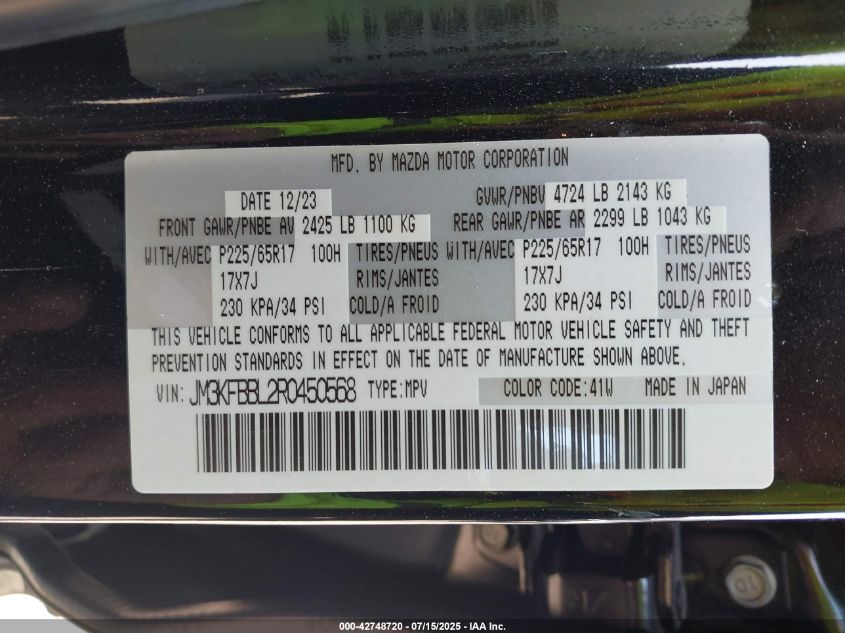 MFD. BY MAZDA MOTOR CORPORATION
DATE 12/23 GVWR/PNBV 4724 LB 2143 KG
FRONT GAWR/PNBE AV 2425 LB 1100 KG REAR GAWR/PNBE AR 2299 LB 1043 KG
WITH/AVEC P225/65R17 100H TIRES/PNEUS WITH/AVEC P225/65R17 100H TIRES/PNEUS
17X7J RIMS/JANTES 17X7J RIMS/JANTES
230 KPA/34 PSI COLD/A FROID 230 KPA/34 PSI COLD/A FROID
THIS VEHICLE CONFORMS TO ALL APPLICABLE FEDERAL MOTOR VEHICLE SAFETY AND THEFT
PREVENTION STANDARDS IN EFFECT ON THE DATE OF MANUFACTURE SHOWN ABOVE.
VIN: JM3KFBBL2R0450568 TYPE:MPV COLOR CODE:41W MADE IN JAPAN
000-42748720 - 07/15/2025 - IAA Inc.